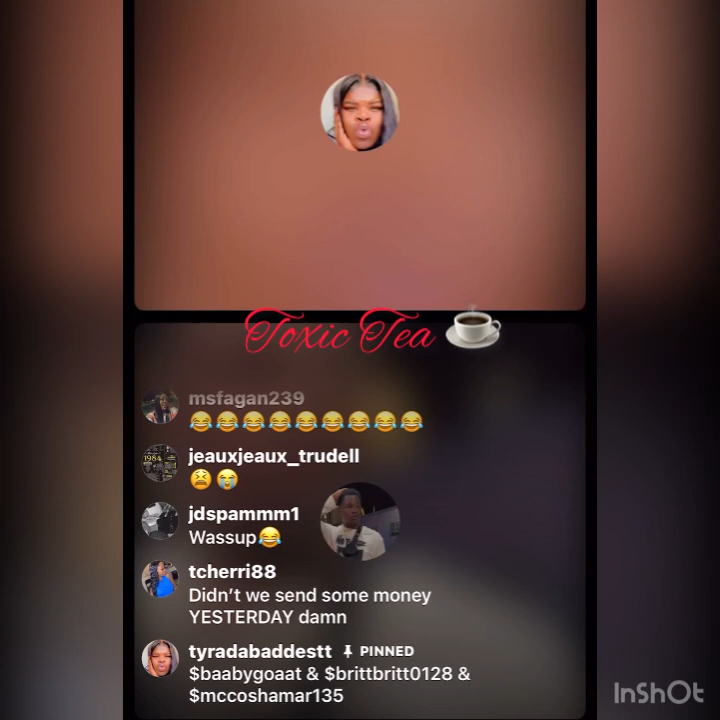 Toxic Tea ☕
msfagan239
😂😂😂😂😂😂😂😂😂
jeauxjeaux_trudell
😫😭
jdspammm1
Wassup😂
tcherri88
Didn't we send some money
YESTERDAY damn
tyradabaddestt PINNED
$baabygoaat & $brittbritt0128 &
$mccoshamar135
1984
InShOt